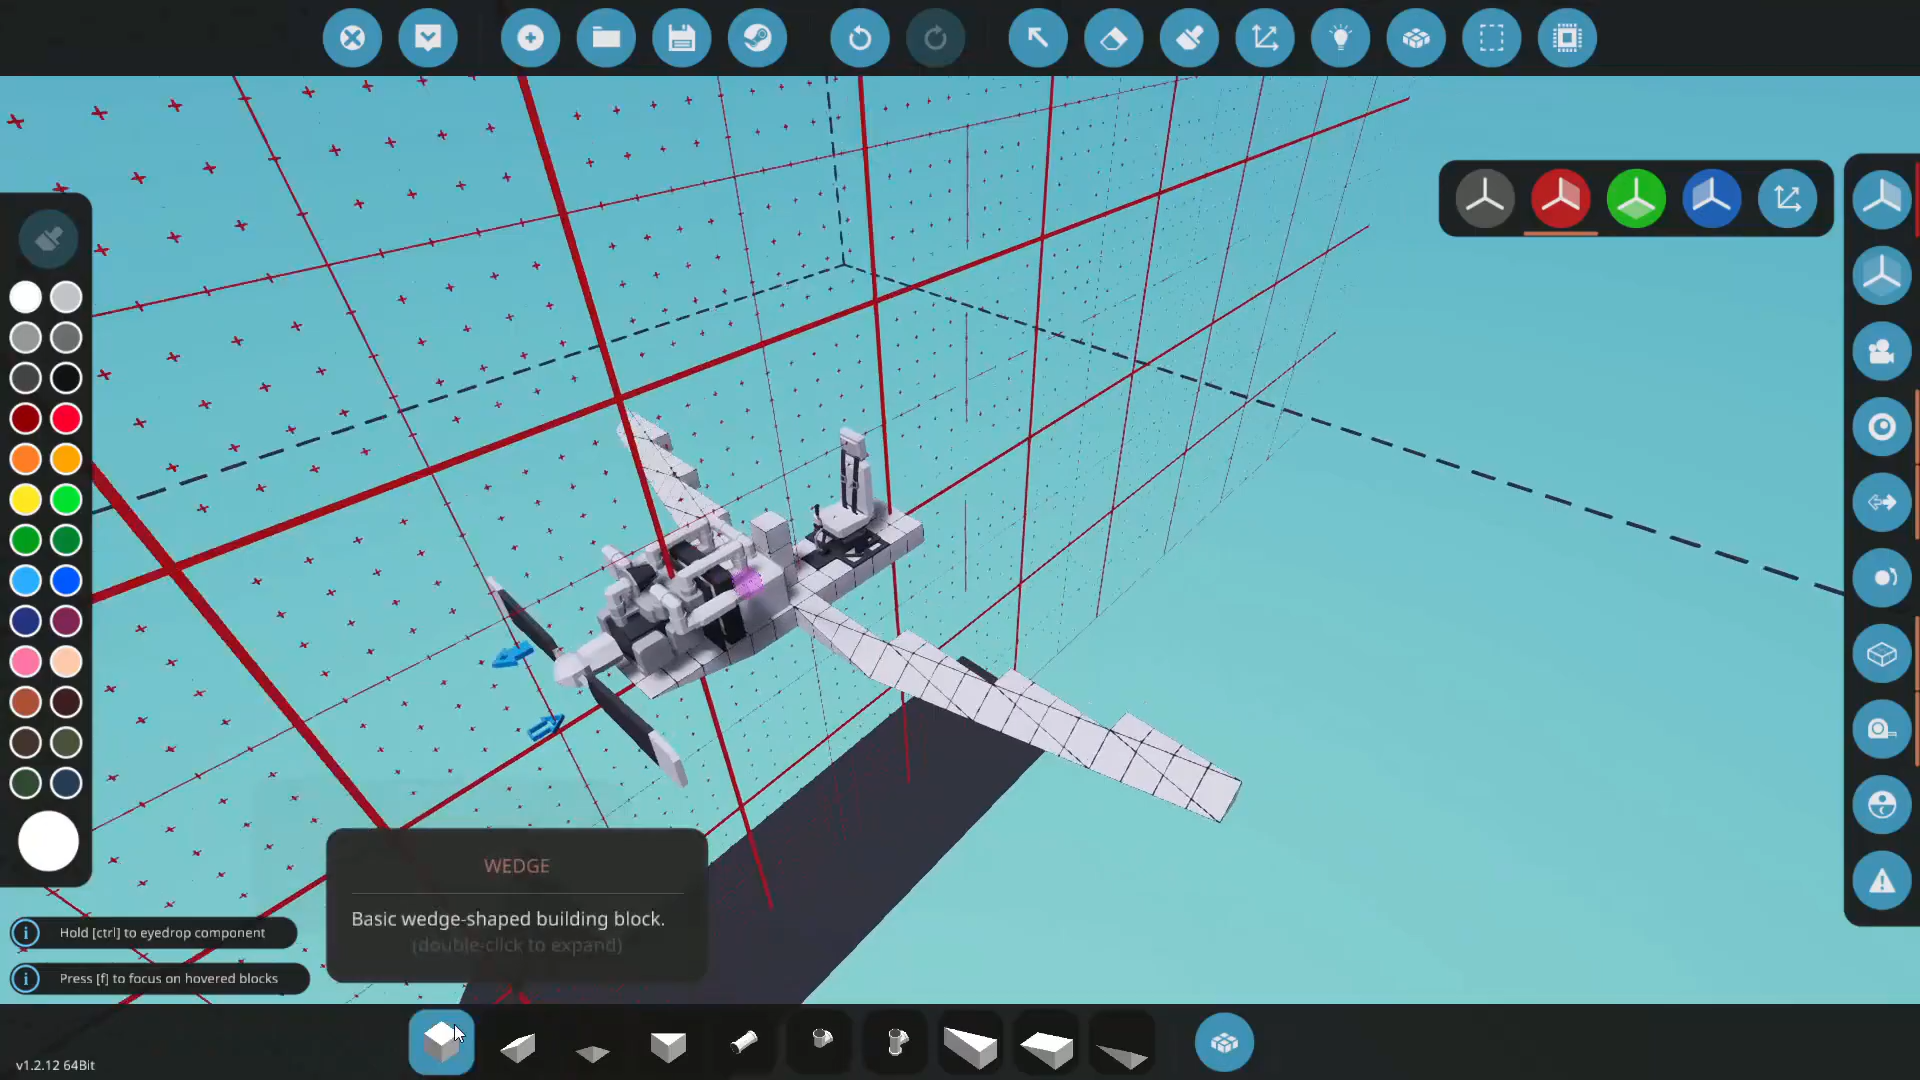 WEDGE
Basic wedge-shaped building block.
(double-click to expand)
Hold [ctrl] to eyedrop component
Press [f] to focus on hovered blocks
v1.2.12 64Bit